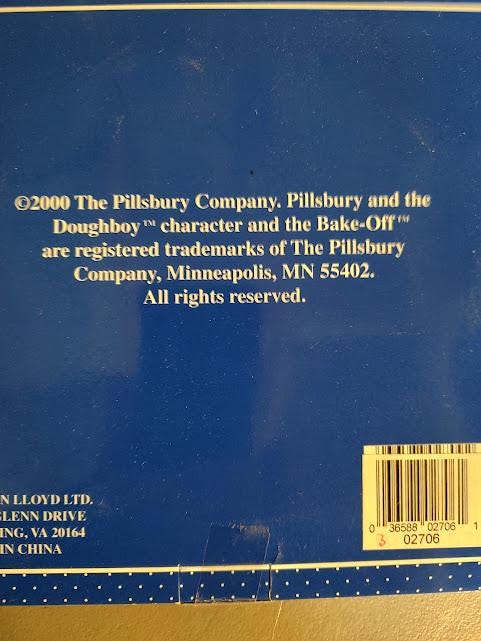 ©2000 The Pillsbury Company. Pillsbury and the
Doughboy™ character and the Bake-Off™
are registered trademarks of The Pillsbury
Company, Minneapolis, MN 55402.
All rights reserved.
N LLOYD LTD.
GLENN DRIVE
ING, VA 20164
IN CHINA
0 36588 02706 1
3 02706